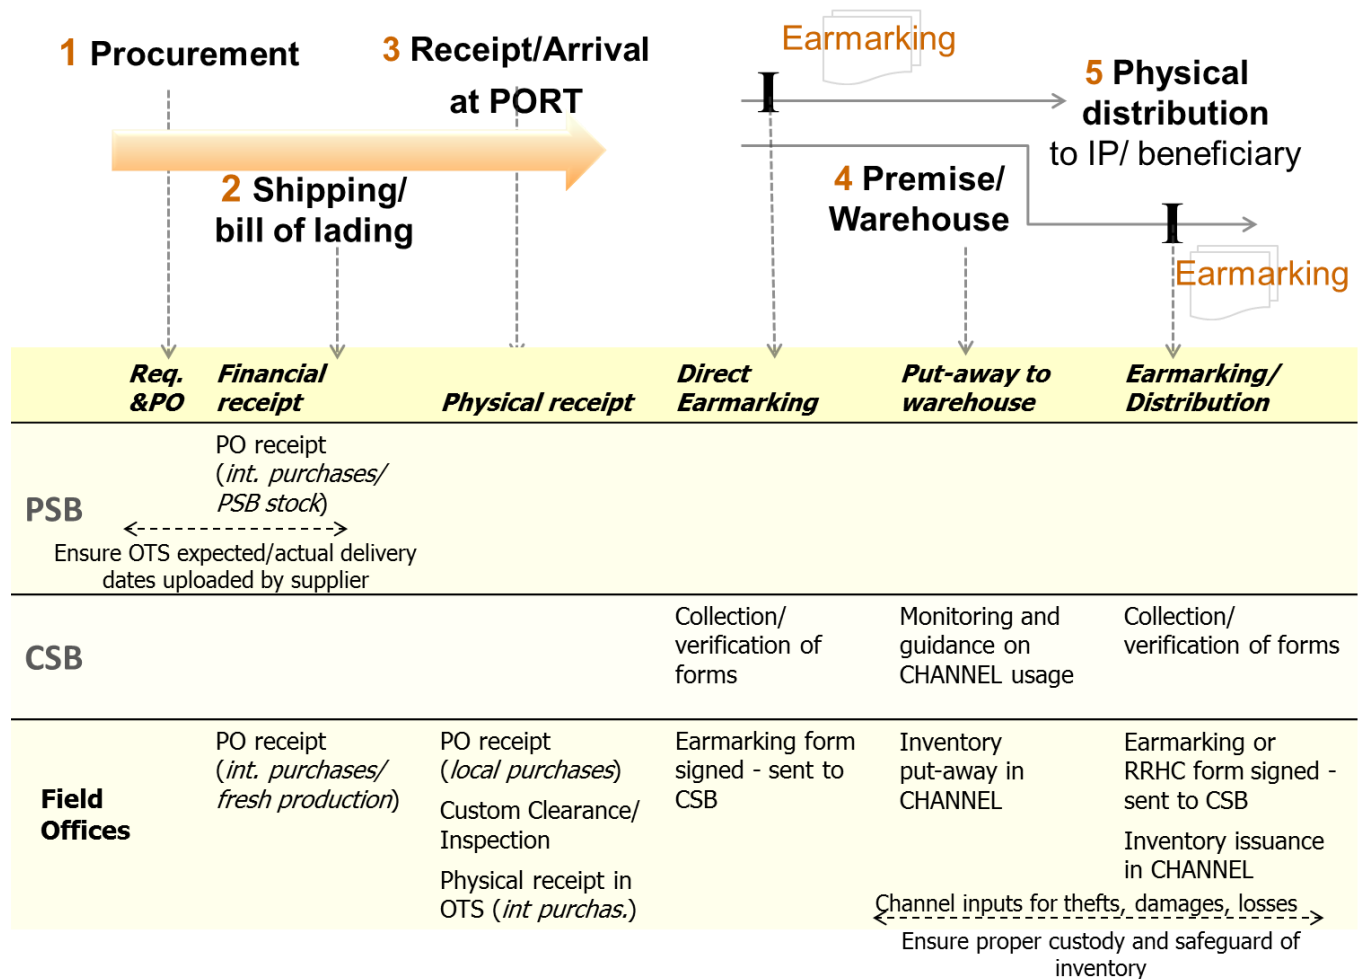 1 Procurement
3 Receipt/Arrival
at PORT
Earmarking
5 Physical
distribution
to IP/ beneficiary
2 Shipping/
bill of lading
4 Premise/
Warehouse
Earmarking
Req.
&PO
Financial
receipt
Physical receipt
Direct
Earmarking
Put-away to
warehouse
Earmarking/
Distribution
PSB
PO receipt
(int. purchases/
PSB stock)
Ensure OTS expected/actual delivery
dates uploaded by supplier
CSB
Collection/
verification of
forms
Monitoring and
guidance on
CHANNEL usage
Collection/
verification of forms
Field
Offices
PO receipt
(int. purchases/
fresh production)
PO receipt
(local purchases)
Custom Clearance/
Inspection
Physical receipt in
OTS (int purchas.)
Earmarking form
signed - sent to
CSB
Inventory
put-away in
CHANNEL
Earmarking or
RRHC form signed -
sent to CSB
Inventory issuance
in CHANNEL
Channel inputs for thefts, damages, losses
Ensure proper custody and safeguard of
inventory